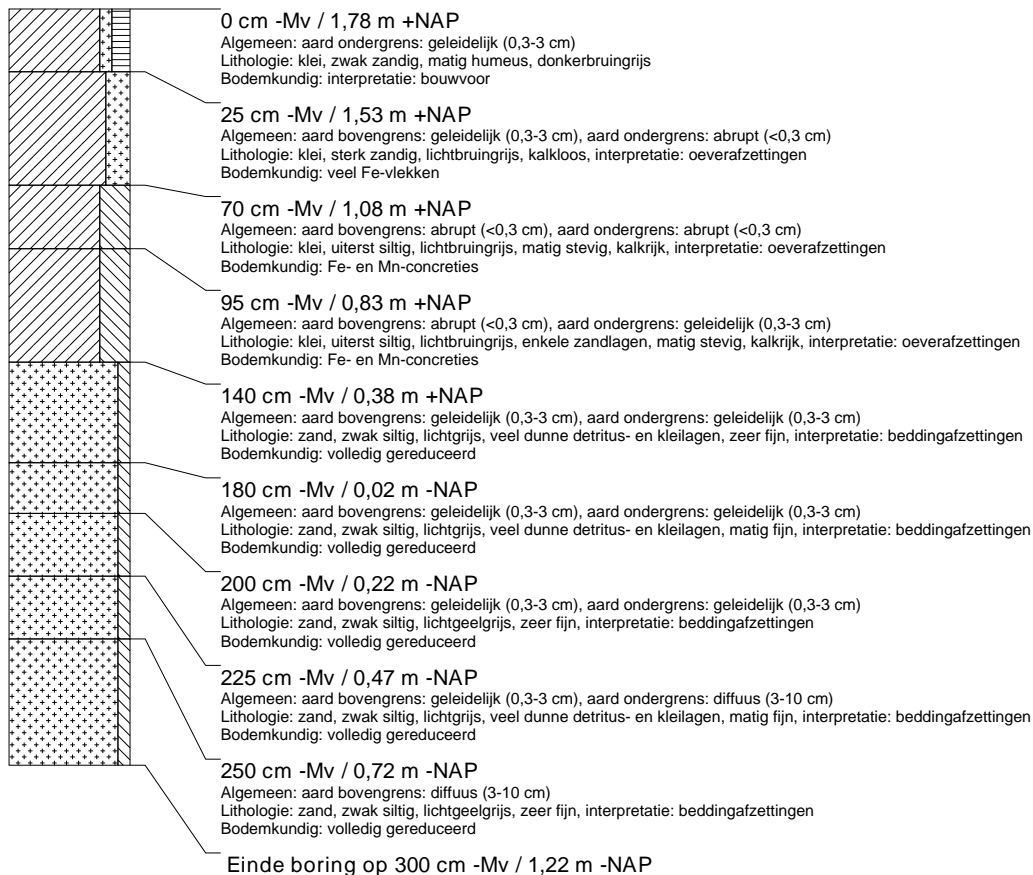 0 cm -Mv / 1,78 m +NAP
Algemeen: aard ondergrens: geleidelijk (0,3-3 cm)
Lithologie: klei, zwak zandig, matig humeus, donkerbruingrijs
Bodemkundig: interpretatie: bouwvoor
25 cm -Mv / 1,53 m +NAP
Algemeen: aard bovengrens: geleidelijk (0,3-3 cm), aard ondergrens: abrupt (<0,3 cm)
Lithologie: klei, sterk zandig, lichtbruingrijs, kalkloos, interpretatie: oeverafzettingen
Bodemkundig: veel Fe-vlekken
70 cm -Mv / 1,08 m +NAP
Algemeen: aard bovengrens: abrupt (<0,3 cm), aard ondergrens: abrupt (<0,3 cm)
Lithologie: klei, uiterst siltig, lichtbruingrijs, matig stevig, kalkrijk, interpretatie: oeverafzettingen
Bodemkundig: Fe- en Mn-concreties
95 cm -Mv / 0,83 m +NAP
Algemeen: aard bovengrens: abrupt (<0,3 cm), aard ondergrens: geleidelijk (0,3-3 cm)
Lithologie: klei, uiterst siltig, lichtbruingrijs, enkele zandlagen, matig stevig, kalkrijk, interpretatie: oeverafzettingen
Bodemkundig: Fe- en Mn-concreties
140 cm -Mv / 0,38 m +NAP
Algemeen: aard bovengrens: geleidelijk (0,3-3 cm), aard ondergrens: geleidelijk (0,3-3 cm)
Lithologie: zand, zwak siltig, lichtgrijs, veel dunne detritus- en kleilagen, zeer fijn, interpretatie: beddingafzettingen
Bodemkundig: volledig gereduceerd
180 cm -Mv / 0,02 m -NAP
Algemeen: aard bovengrens: geleidelijk (0,3-3 cm), aard ondergrens: geleidelijk (0,3-3 cm)
Lithologie: zand, zwak siltig, lichtgrijs, veel dunne detritus- en kleilagen, matig fijn, interpretatie: beddingafzettingen
Bodemkundig: volledig gereduceerd
200 cm -Mv / 0,22 m -NAP
Algemeen: aard bovengrens: geleidelijk (0,3-3 cm), aard ondergrens: geleidelijk (0,3-3 cm)
Lithologie: zand, zwak siltig, lichtgeelgrijs, zeer fijn, interpretatie: beddingafzettingen
Bodemkundig: volledig gereduceerd
225 cm -Mv / 0,47 m -NAP
Algemeen: aard bovengrens: geleidelijk (0,3-3 cm), aard ondergrens: diffuus (3-10 cm)
Lithologie: zand, zwak siltig, lichtgrijs, veel dunne detritus- en kleilagen, matig fijn, interpretatie: beddingafzettingen
Bodemkundig: volledig gereduceerd
250 cm -Mv / 0,72 m -NAP
Algemeen: aard bovengrens: diffuus (3-10 cm)
Lithologie: zand, zwak siltig, lichtgeelgrijs, zeer fijn, interpretatie: beddingafzettingen
Bodemkundig: volledig gereduceerd
Einde boring op 300 cm -Mv / 1,22 m -NAP